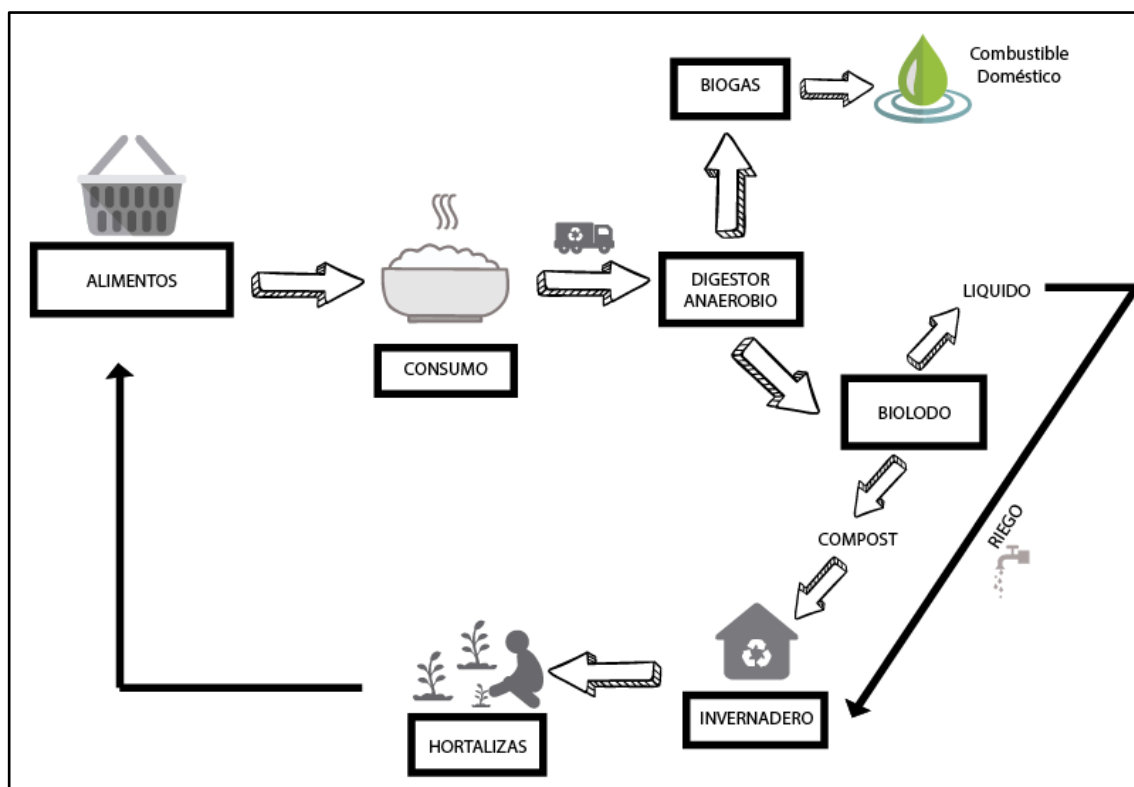 BIOGAS
Combustible
Doméstico
ALIMENTOS
CONSUMO
DIGESTOR
ANAEROBIO
LIQUIDO
BIOLODO
COMPOST
RIEGO
INVERNADERO
HORTALIZAS